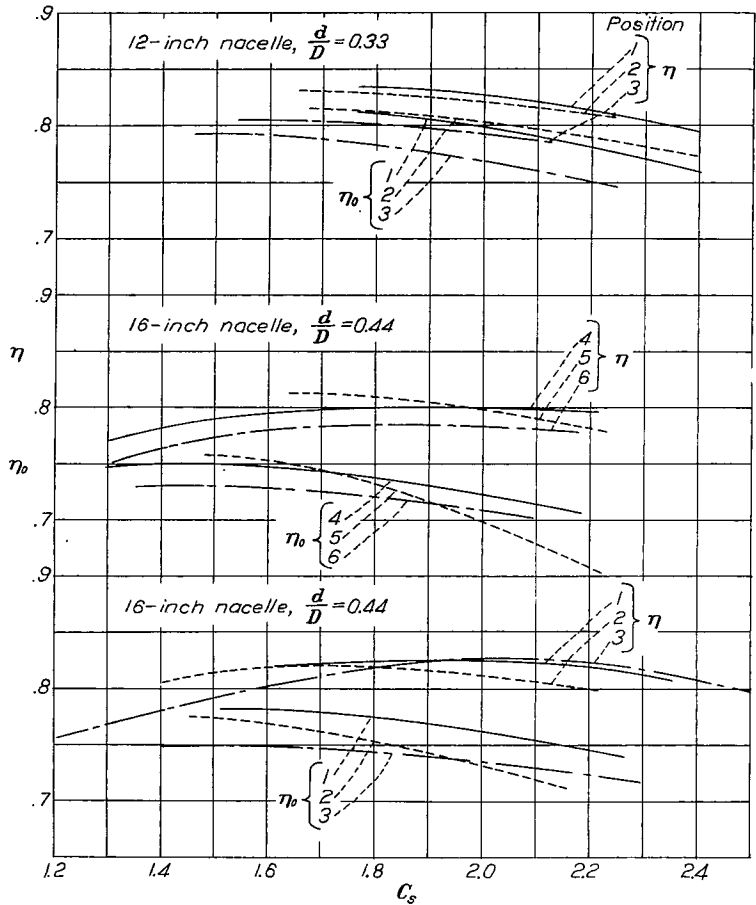 .9
12-inch nacelle, d/D=0.33
Position
1
2
3
η
.8
η₀
1
2
3
.7
.9
16-inch nacelle, d/D=0.44
η
4
5
6
η
.8
η₀
η₀
4
5
6
.7
.9
16-inch nacelle, d/D=0.44
1
2
3
η
.8
η₀
1
2
3
.7
1.2 1.4 1.6 1.8 2.0 2.2 2.4
Cₛ